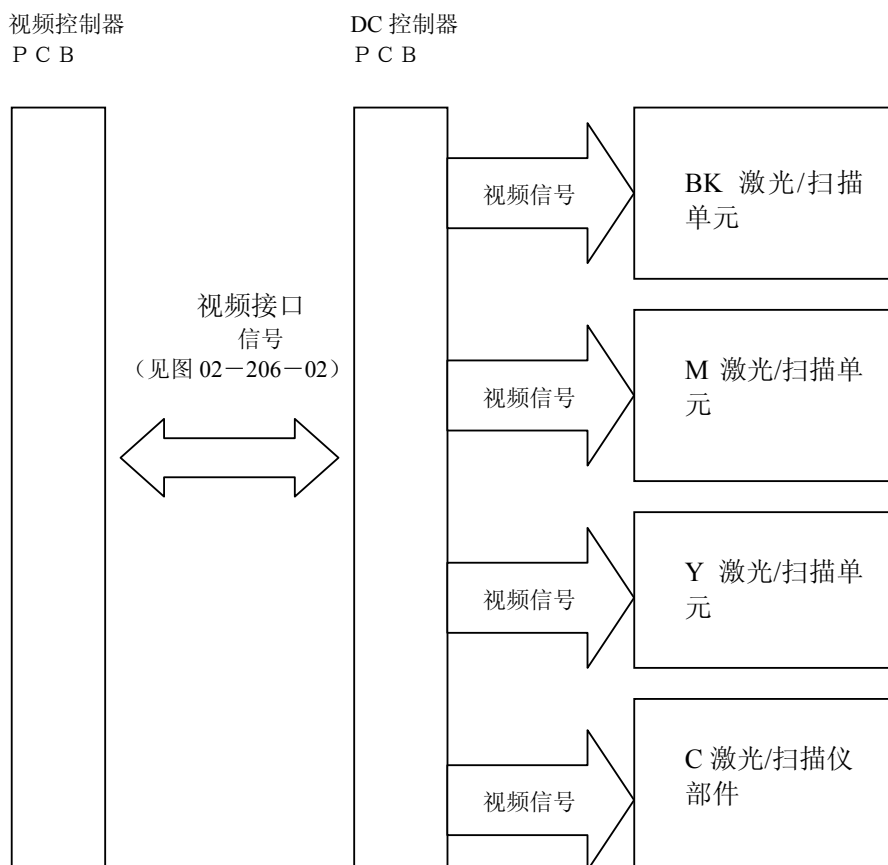 视频控制器
ＰＣＢ
DC 控制器
ＰＣＢ
视频接口
信号
（见图 02－206－02）
视频信号
BK 激光/扫描
单元
视频信号
M 激光/扫描单
元
视频信号
Y 激光/扫描单
元
视频信号
C 激光/扫描仪
部件